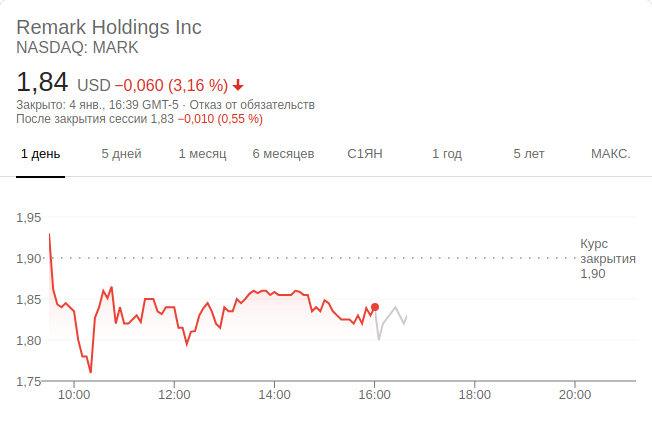 Remark Holdings Inc
NASDAQ: MARK
1,84 USD −0,060 (3,16 %)
Закрыто: 4 янв., 16:39 GMT-5 · Отказ от обязательств
После закрытия сессии 1,83 −0,010 (0,55 %)
1 день 5 дней 1 месяц 6 месяцев С1ЯН 1 год 5 лет МАКС.
1,95
1,90
1,85
1,80
1,75
Курс
закрытия
1,90
10:00 12:00 14:00 16:00 18:00 20:00